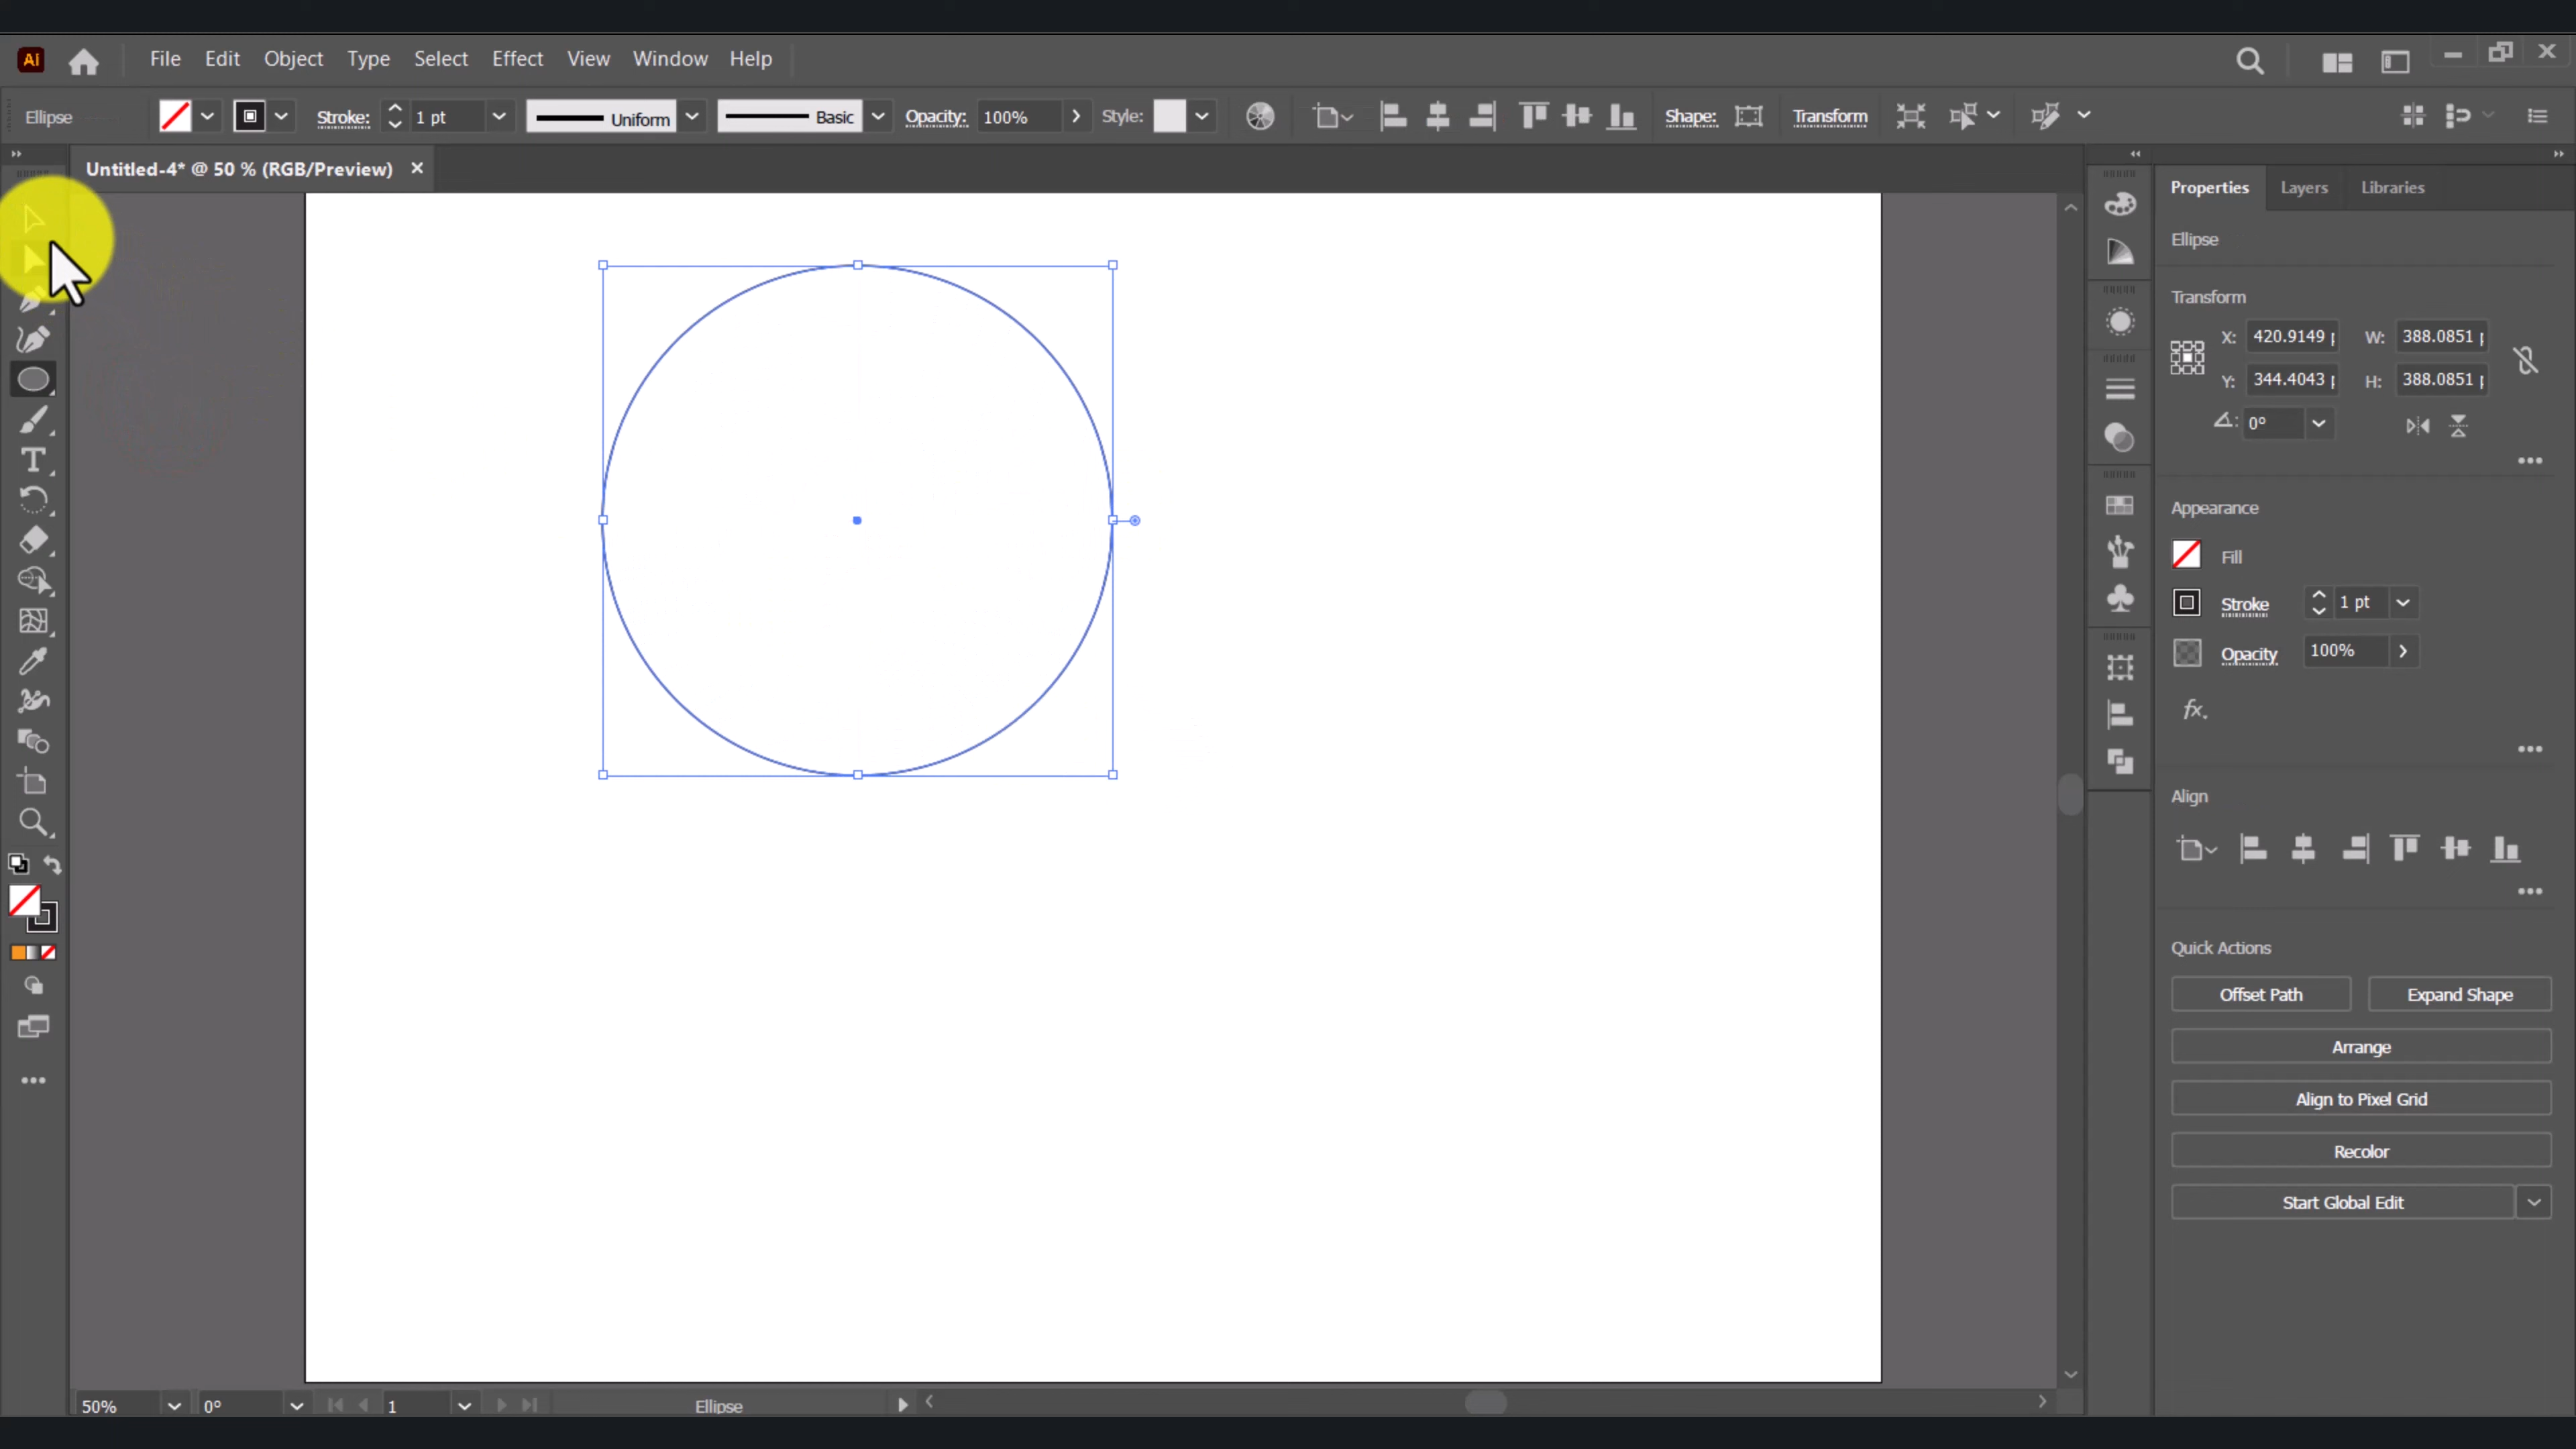 Ai File Edit Object Type Select Effect View Window Help
Ellipse Stroke: 1 pt Uniform Basic Opacity: 100% Style: Shape: Transform
Untitled-4* @ 50 % (RGB/Preview) ×
Properties Layers Libraries
Ellipse
Transform
X: 420.9149 p W: 388.0851 p
Y: 344.4043 p H: 388.0851 p
0°
Appearance
Fill
Stroke 1 pt
Opacity 100%
fx.
Align
Quick Actions
Offset Path Expand Shape
Arrange
Align to Pixel Grid
Recolor
Start Global Edit
50% 0° 1 Ellipse